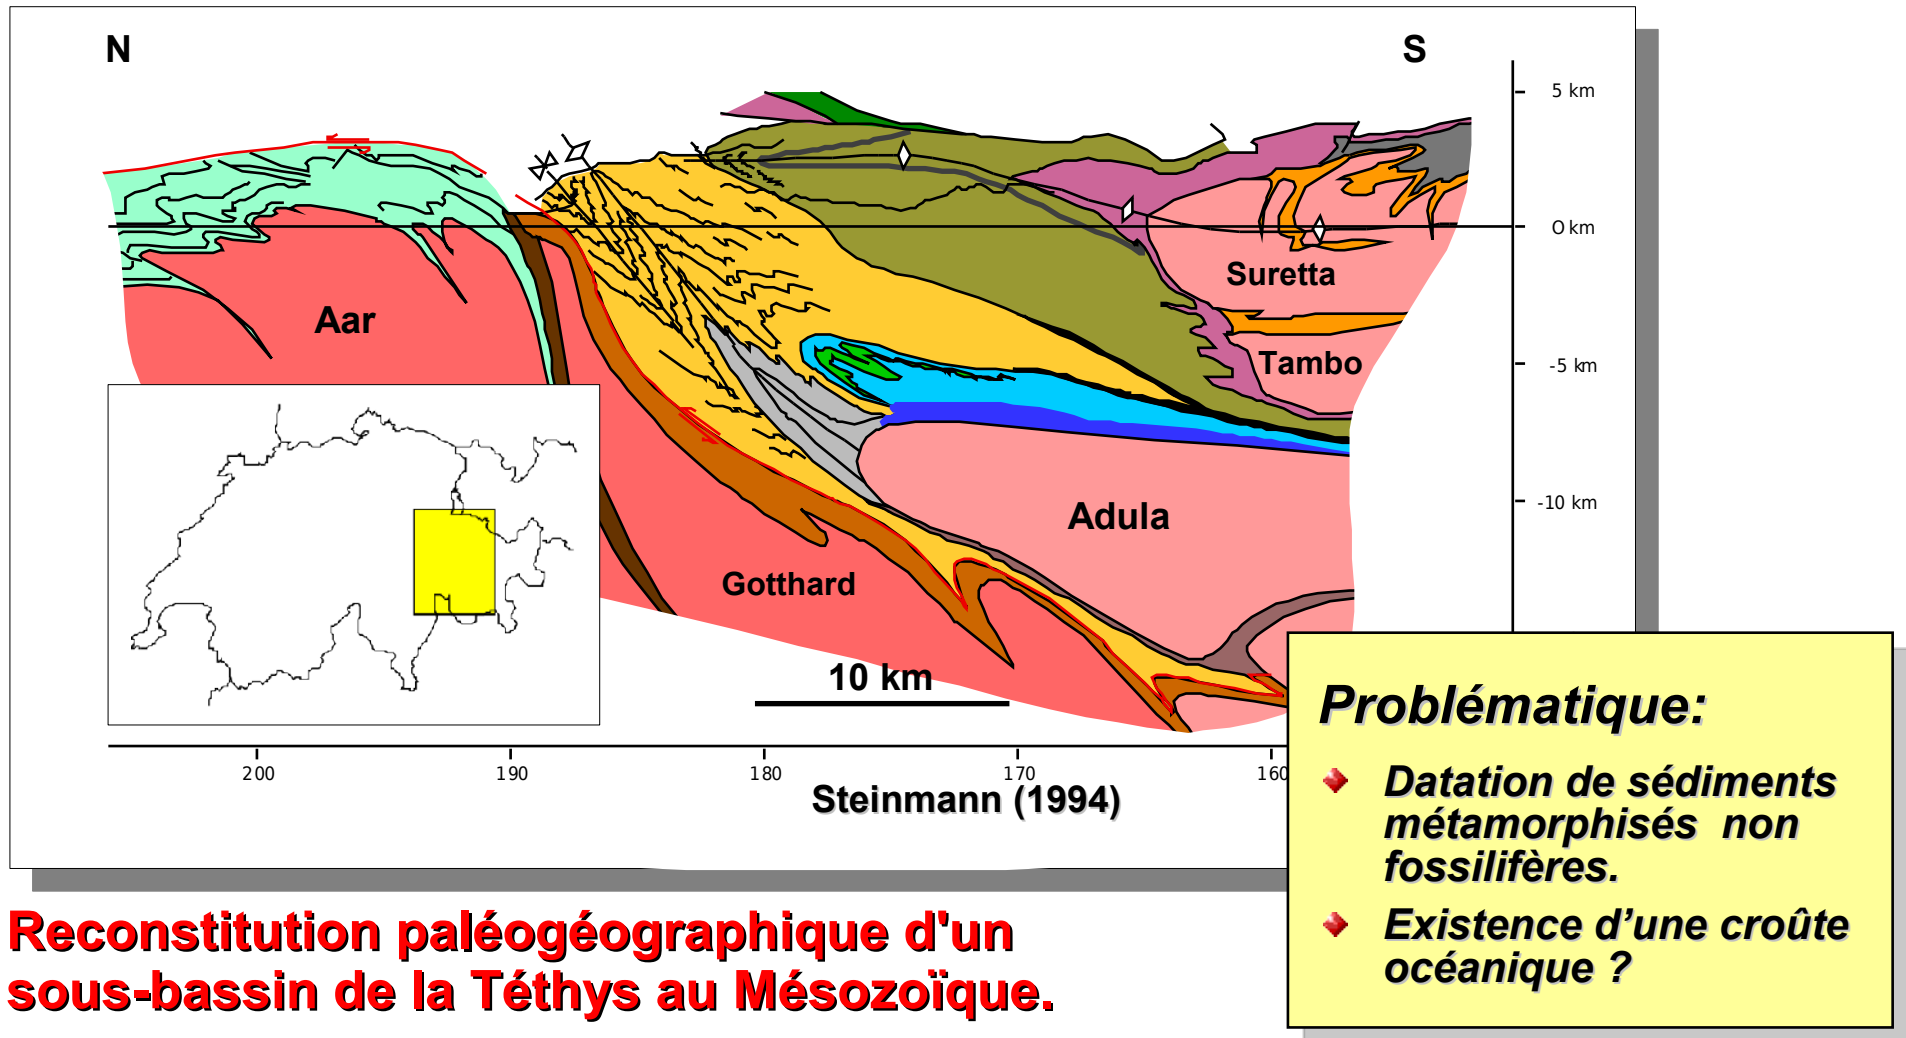 N
S
5 km
0 km
-5 km
-10 km
Aar
Suretta
Tambo
Adula
Gotthard
10 km
200
190
180
170
160
Steinmann (1994)
Problématique:
Datation de sédiments
métamorphisés non
fossilifères.
Existence d’une croûte
océanique ?
Reconstitution paléogéographique d'un
sous-bassin de la Téthys au Mésozoïque.